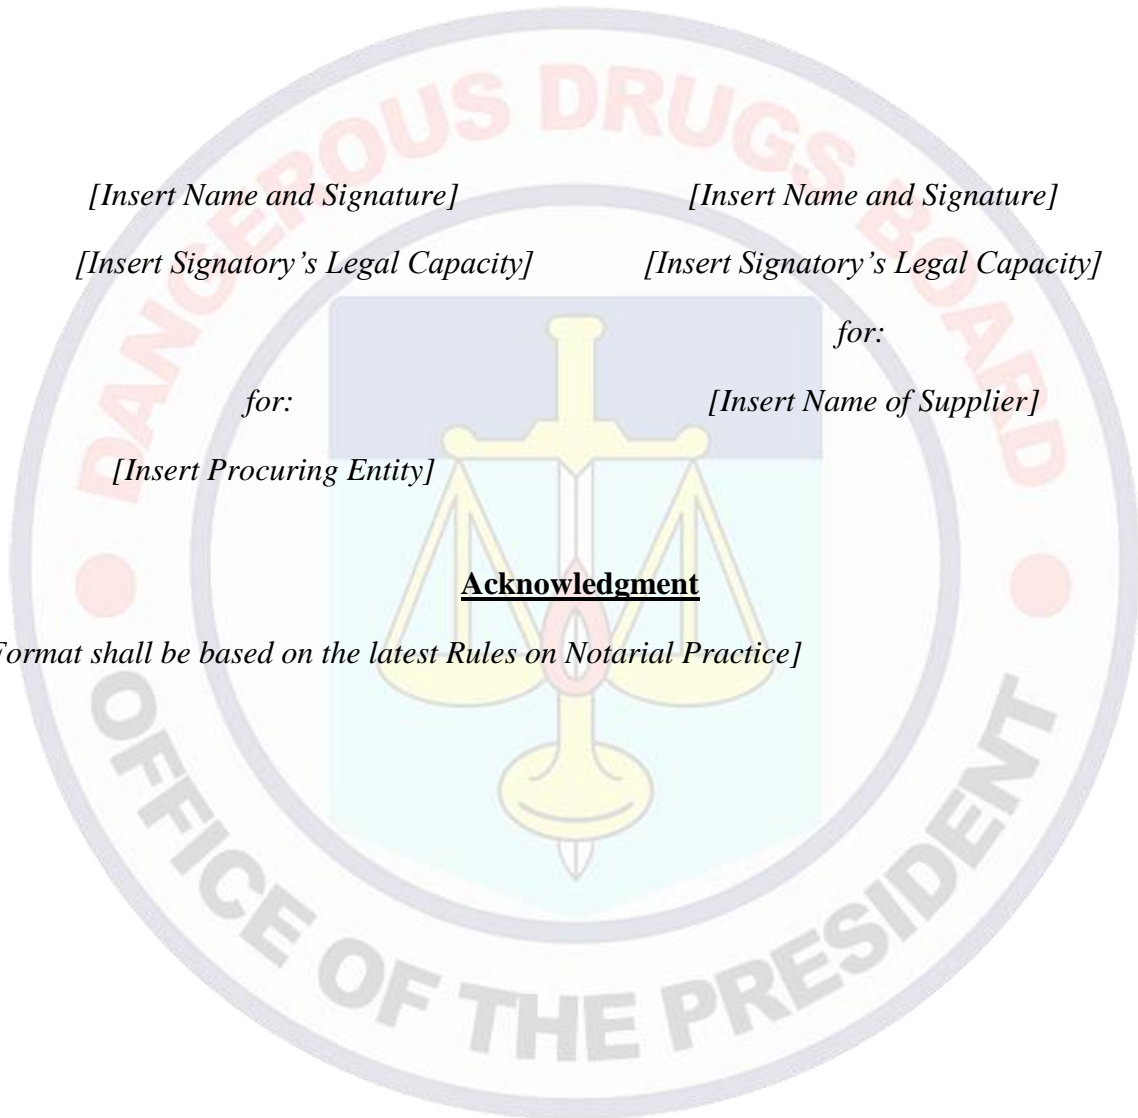 DANGEROUS DRUGS BOARD
[Insert Name and Signature] [Insert Name and Signature]
[Insert Signatory’s Legal Capacity] [Insert Signatory’s Legal Capacity]
for:
for: [Insert Name of Supplier]
[Insert Procuring Entity]
Acknowledgment
Format shall be based on the latest Rules on Notarial Practice]
OFFICE OF THE PRESIDENT